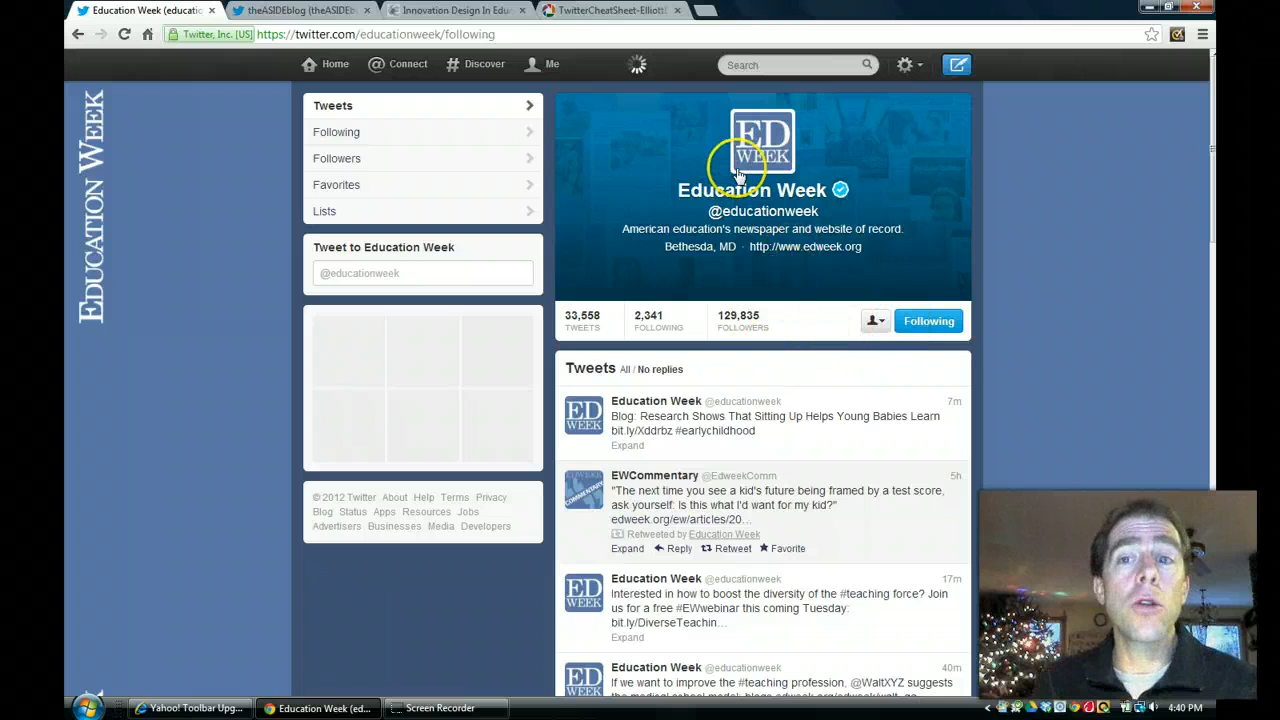 Education Week (educatic
theASIDEblog (theASIDEb
Innovation Design In Edu
TwitterCheatSheet-Elliott
Twitter, Inc. [US]
https://twitter.com/educationweek/following
Home
Connect
Discover
Me
Search
EDUCATION WEEK
Tweets
Following
Followers
Favorites
Lists
Tweet to Education Week
@educationweek
© 2012 Twitter About Help Terms Privacy
Blog Status Apps Resources Jobs
Advertisers Businesses Media Developers
ED
WEEK
Education Week
@educationweek
American education's newspaper and website of record.
Bethesda, MD · http://www.edweek.org
33,558
TWEETS
2,341
FOLLOWING
129,835
FOLLOWERS
Following
Tweets All / No replies
ED
WEEK
Education Week @educationweek 7m
Blog: Research Shows That Sitting Up Helps Young Babies Learn
bit.ly/Xddrbz #earlychildhood
Expand
COMMENTARY
EWCommentary @EdweekComm 5h
"The next time you see a kid's future being framed by a test score,
ask yourself: Is this what I'd want for my kid?"
edweek.org/ew/articles/20...
Retweeted by Education Week
Expand Reply Retweet Favorite
ED
WEEK
Education Week @educationweek 17m
Interested in how to boost the diversity of the #teaching force? Join
us for a free #EWwebinar this coming Tuesday:
bit.ly/DiverseTeachin...
Expand
ED
WEEK
Education Week @educationweek 40m
If we want to improve the #teaching profession, @WaltXYZ suggests
Yahoo! Toolbar Upg...
Education Week (ed...
Screen Recorder
4:40 PM